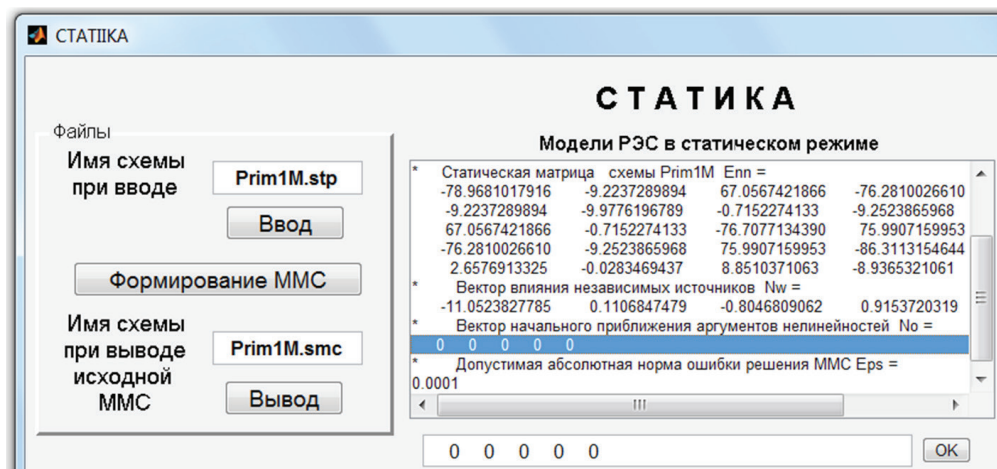 СТАТІІКА
С Т А Т И К А
Файлы
Имя схемы
при вводе
Prim1M.stp
Ввод
Формирование ММС
Имя схемы
при выводе
исходной
ММС
Prim1M.smc
Вывод
Модели РЭС в статическом режиме
* Статическая матрица схемы Prim1M Enn =
-78.9681017916 -9.2237289894 67.0567421866 -76.2810026610
-9.2237289894 -9.9776196789 -0.7152274133 -9.2523865968
67.0567421866 -0.7152274133 -76.7077134390 75.9907159953
-76.2810026610 -9.2523865968 75.9907159953 -86.3113154644
2.6576913325 -0.0283469437 8.8510371063 -8.9365321061
* Вектор влияния независимых источников Nw =
-11.0523827785 0.1106847479 -0.8046809062 0.9153720319
* Вектор начального приближения аргументов нелинейностей No =
0 0 0 0 0
* Допустимая абсолютная норма ошибки решения ММС Eps =
0.0001
0 0 0 0 0
OK